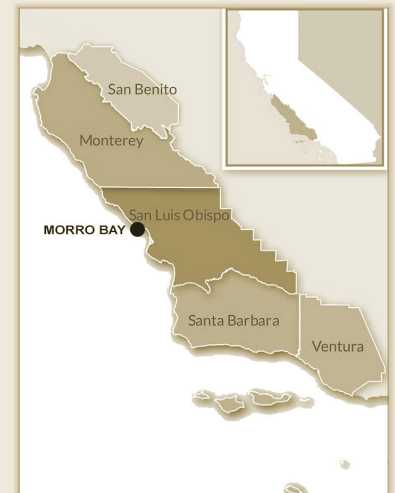 San Benito
Monterey
San Luis Obispo
MORRO BAY
Santa Barbara
Ventura